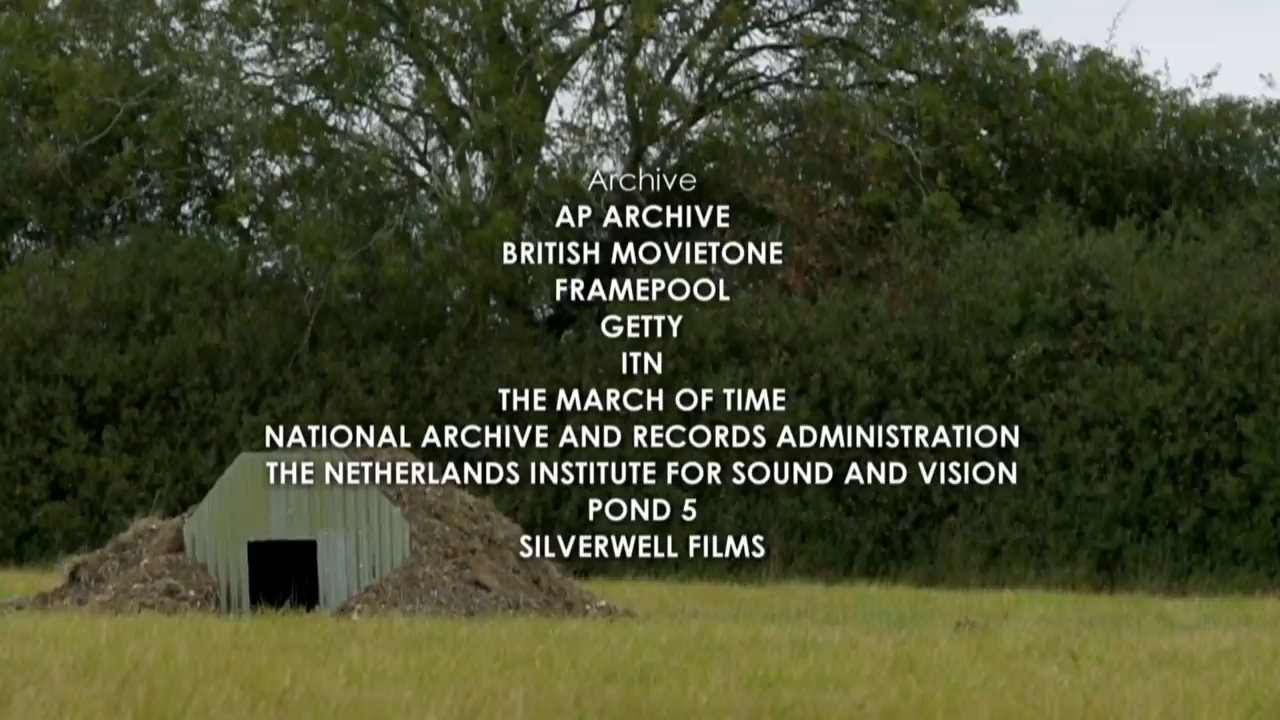 Archive
AP ARCHIVE
BRITISH MOVIETONE
FRAMEPOOL
GETTY
ITN
THE MARCH OF TIME
NATIONAL ARCHIVE AND RECORDS ADMINISTRATION
THE NETHERLANDS INSTITUTE FOR SOUND AND VISION
POND 5
SILVERWELL FILMS